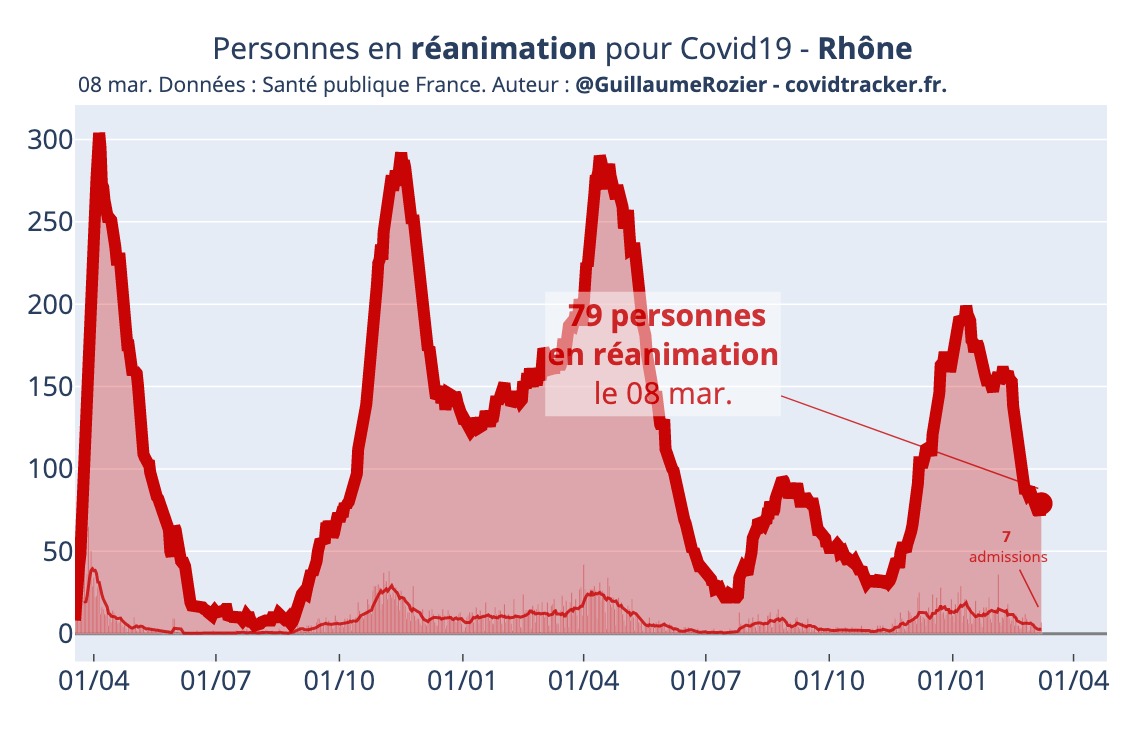 Personnes en réanimation pour Covid19 - Rhône
08 mar. Données : Santé publique France. Auteur : @GuillaumeRozier - covidtracker.fr.
300
250
200
150
100
50
0
79 personnes
en réanimation
le 08 mar.
7
admissions
01/04
01/07
01/10
01/01
01/04
01/07
01/10
01/01
01/04